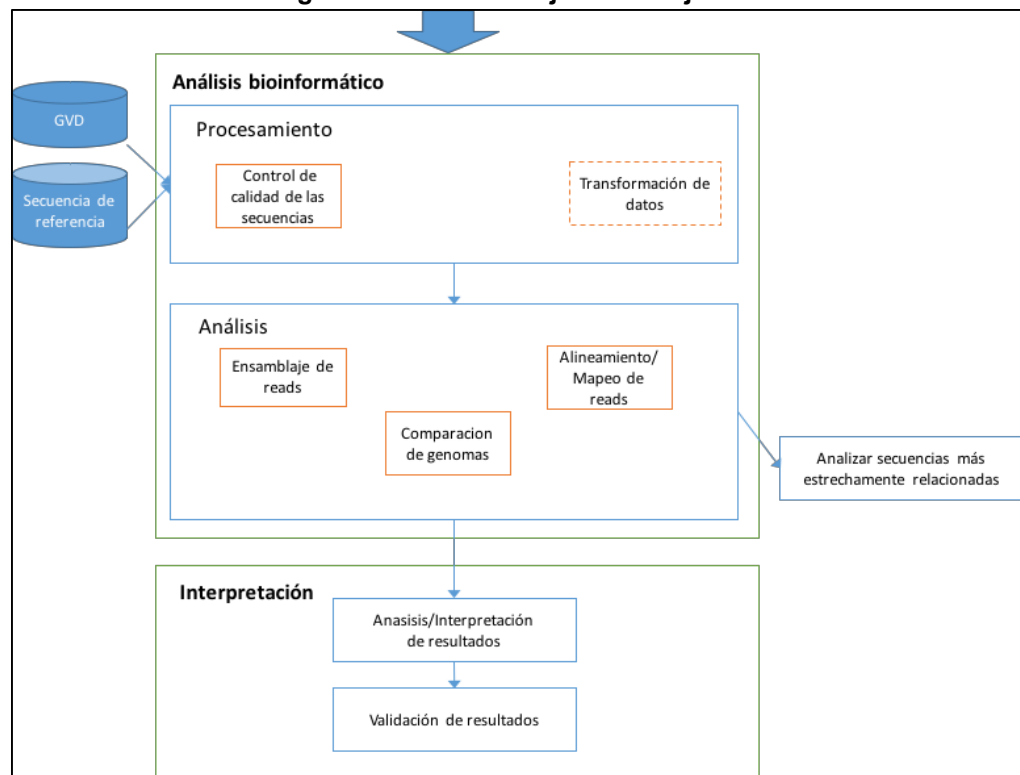 Análisis bioinformático
GVD
Secuencia de
referencia
Procesamiento
Control de
calidad de las
secuencias
Transformación de
datos
Análisis
Ensamblaje de
reads
Alineamiento/
Mapeo de
reads
Comparacion
de genomas
Analizar secuencias más
estrechamente relacionadas
Interpretación
Anasisis/Interpretación
de resultados
Validación de resultados